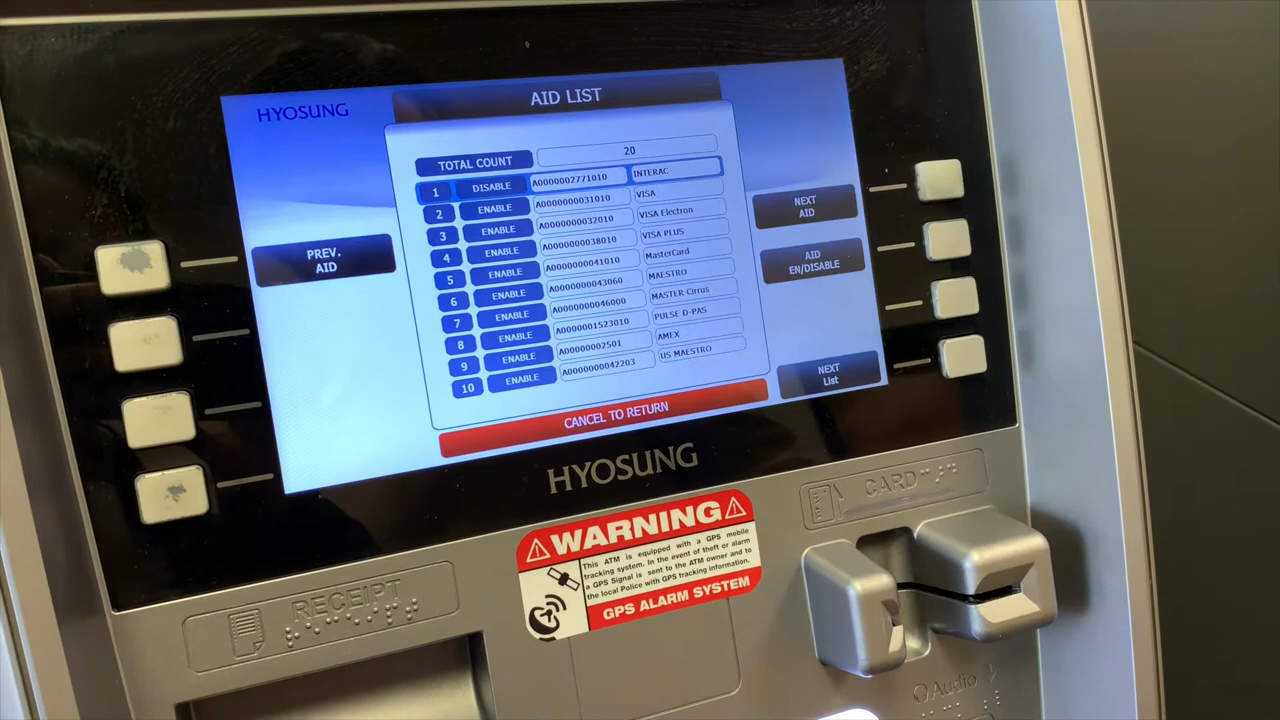 HYOSUNG
AID LIST
TOTAL COUNT 20
1 DISABLE A0000002771010 INTERAC
2 ENABLE A0000000031010 VISA
3 ENABLE A0000000032010 VISA Electron
4 ENABLE A0000000038010 VISA PLUS
5 ENABLE A0000000041010 MasterCard
6 ENABLE A0000000043060 MAESTRO
7 ENABLE A0000000046000 MASTER Cirrus
8 ENABLE A0000001523010 PULSE D-PAS
9 ENABLE A00000002501 AMEX
10 ENABLE A0000000042203 US MAESTRO
PREV.
AID
NEXT
AID
AID
EN/DISABLE
NEXT
List
CANCEL TO RETURN
HYOSUNG
WARNING
This ATM is equipped with a GPS mobile
tracking system. In the event of theft or alarm
a GPS Signal is sent to the ATM owner and to
the local Police with GPS tracking information.
GPS ALARM SYSTEM
CARD
RECEIPT
Audio